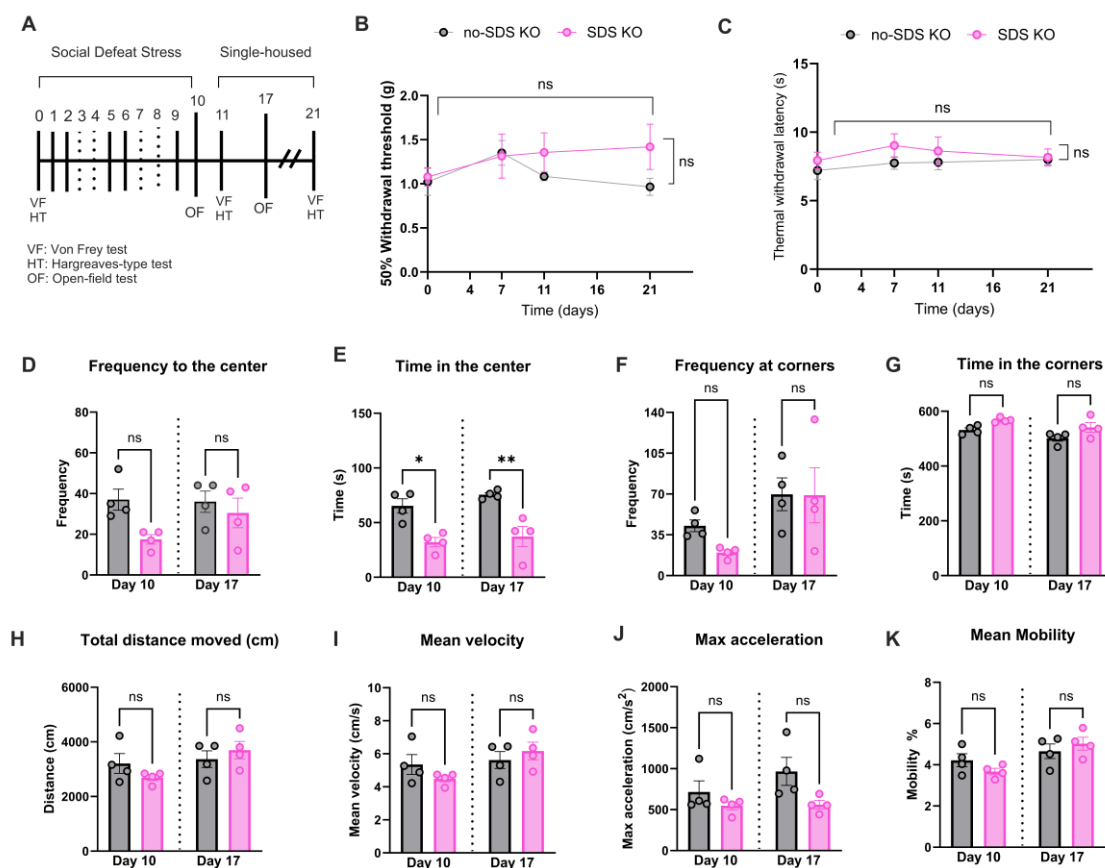 A
Social Defeat Stress
Single-housed
0 1 2 3 4 5 6 7 8 9 10 11 17 21
VF
HT
OF
VF
HT
OF
VF
HT
VF: Von Frey test
HT: Hargreaves-type test
OF: Open-field test
B
no-SDS KO SDS KO
50% Withdrawal threshold (g)
2.0
1.5
1.0
0.5
0.0
ns
ns
0 4 7 11 16 21
Time (days)
C
no-SDS KO SDS KO
Thermal withdrawal latency (s)
15
10
5
0
ns
ns
0 4 7 11 16 21
Time (days)
D
Frequency to the center
Frequency
80
60
40
20
0
ns
ns
Day 10 Day 17
E
Time in the center
Time (s)
150
100
50
0
*
**
Day 10 Day 17
F
Frequency at corners
Frequency
140
105
70
35
0
ns
ns
Day 10 Day 17
G
Time in the corners
Time (s)
600
400
200
0
ns
ns
Day 10 Day 17
H
Total distance moved (cm)
Distance (cm)
6000
4000
2000
0
ns
ns
Day 10 Day 17
I
Mean velocity
Mean velocity (cm/s)
10
8
6
4
2
0
ns
ns
Day 10 Day 17
J
Max acceleration
Max acceleration (cm/s²)
2000
1500
1000
500
0
ns
ns
Day 10 Day 17
K
Mean Mobility
Mobility %
8
6
4
2
0
ns
ns
Day 10 Day 17